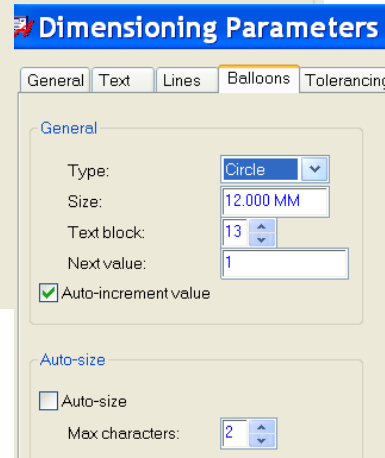 Dimensioning Parameters
General Text Lines Balloons Tolerancing
General
Type: Circle
Size: 12.000 MM
Text block: 13
Next value: 1
Auto-increment value
Auto-size
Auto-size
Max characters: 2